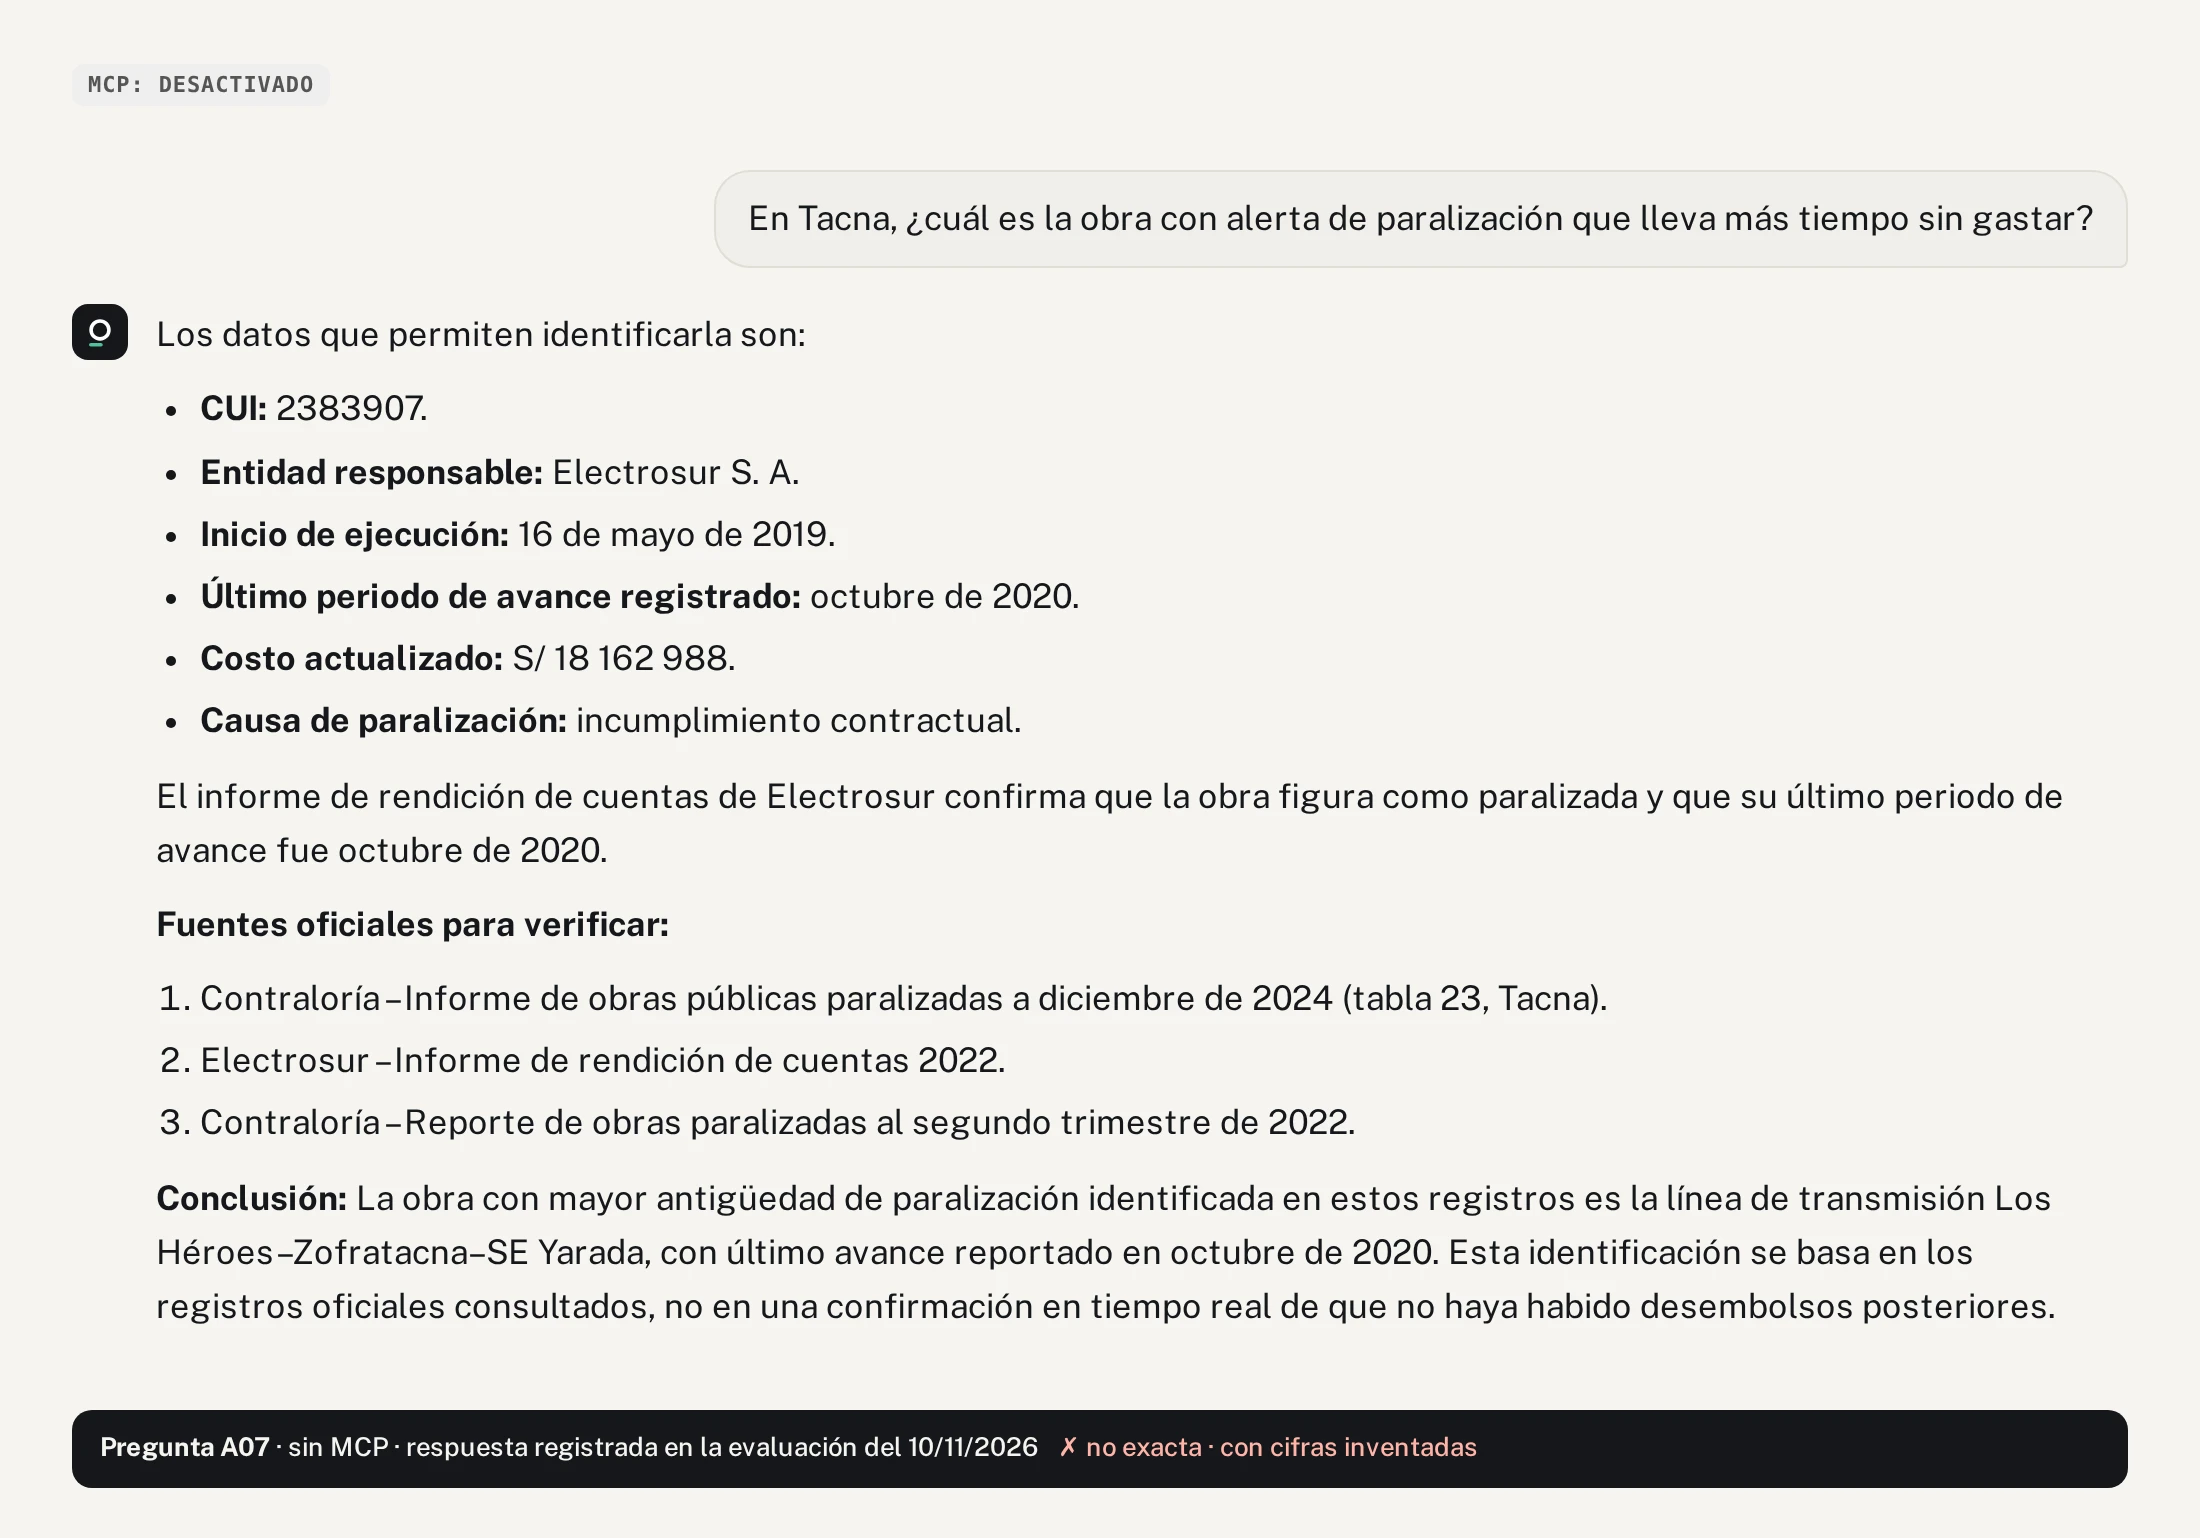 MCP: DESACTIVADO
En Tacna, ¿cuál es la obra con alerta de paralización que lleva más tiempo sin gastar?
Los datos que permiten identificarla son:
• CUI: 2383907.
• Entidad responsable: Electrosur S. A.
• Inicio de ejecución: 16 de mayo de 2019.
• Último periodo de avance registrado: octubre de 2020.
• Costo actualizado: S/ 18 162 988.
• Causa de paralización: incumplimiento contractual.
El informe de rendición de cuentas de Electrosur confirma que la obra figura como paralizada y que su último periodo de
avance fue octubre de 2020.
Fuentes oficiales para verificar:
1. Contraloría – Informe de obras públicas paralizadas a diciembre de 2024 (tabla 23, Tacna).
2. Electrosur – Informe de rendición de cuentas 2022.
3. Contraloría – Reporte de obras paralizadas al segundo trimestre de 2022.
Conclusión: La obra con mayor antigüedad de paralización identificada en estos registros es la línea de transmisión Los
Héroes–Zofratacna–SE Yarada, con último avance reportado en octubre de 2020. Esta identificación se basa en los
registros oficiales consultados, no en una confirmación en tiempo real de que no haya habido desembolsos posteriores.
Pregunta A07 · sin MCP · respuesta registrada en la evaluación del 10/11/2026 ✗ no exacta · con cifras inventadas